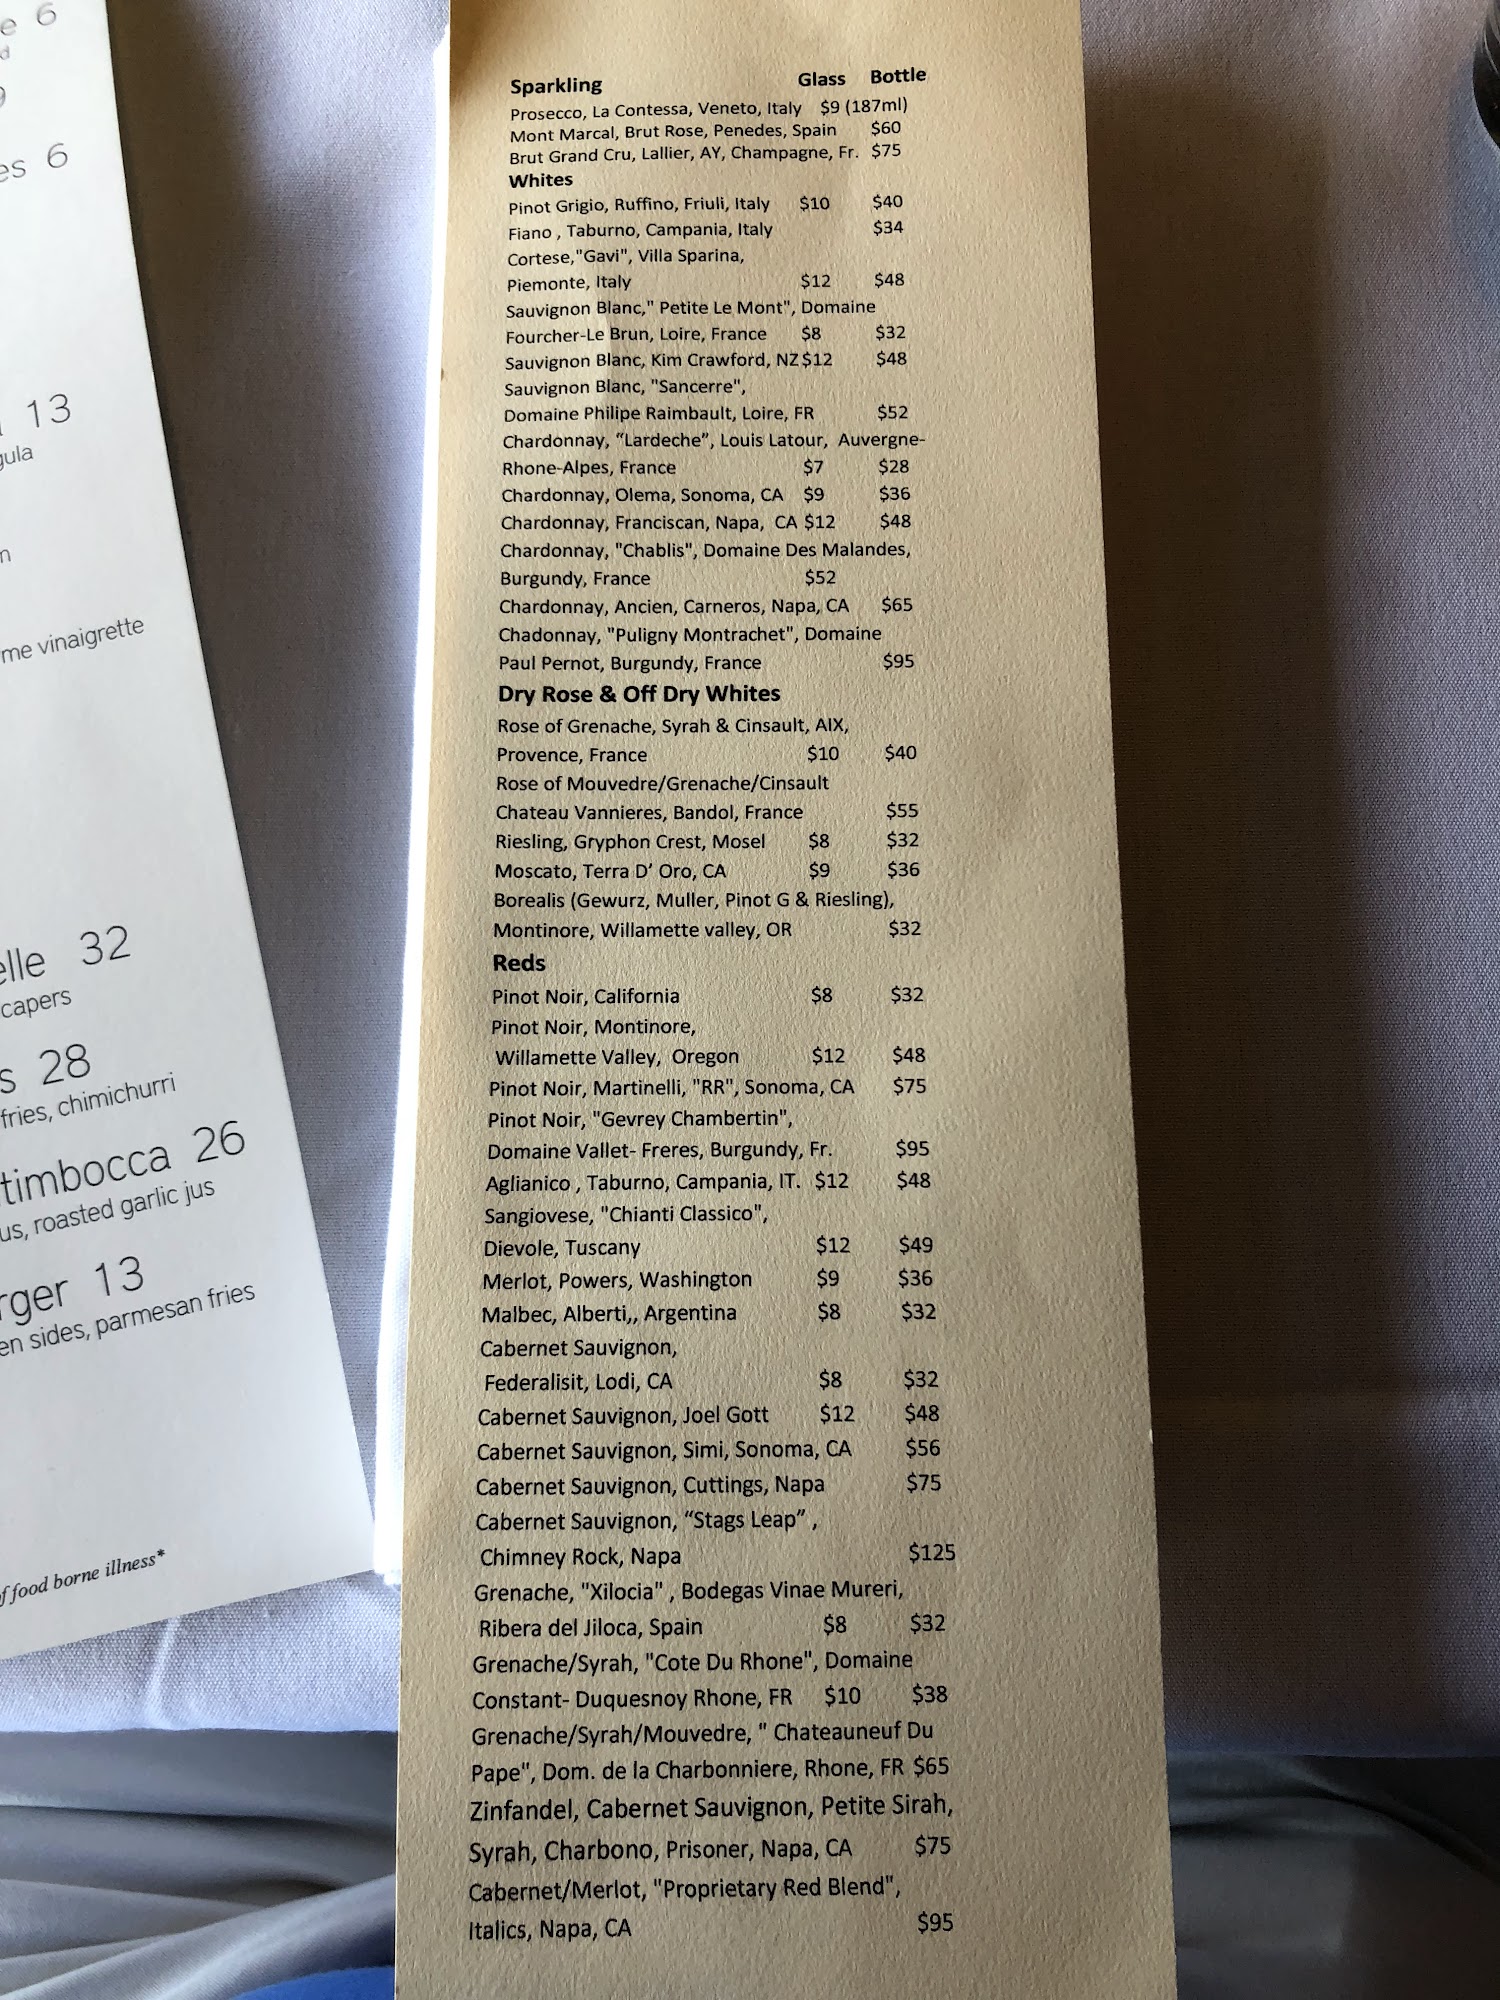 e 6
d
9
es 6
13
gula
n
me vinaigrette
elle 32
capers
s 28
fries, chimichurri
timbocca 26
us, roasted garlic jus
rger 13
en sides, parmesan fries
f food borne illness*
Sparkling Glass Bottle
Prosecco, La Contessa, Veneto, Italy $9 (187ml)
Mont Marcal, Brut Rose, Penedes, Spain $60
Brut Grand Cru, Lallier, AY, Champagne, Fr. $75
Whites
Pinot Grigio, Ruffino, Friuli, Italy $10 $40
Fiano , Taburno, Campania, Italy $34
Cortese,"Gavi", Villa Sparina,
Piemonte, Italy $12 $48
Sauvignon Blanc," Petite Le Mont", Domaine
Fourcher-Le Brun, Loire, France $8 $32
Sauvignon Blanc, Kim Crawford, NZ $12 $48
Sauvignon Blanc, "Sancerre",
Domaine Philipe Raimbault, Loire, FR $52
Chardonnay, “Lardeche”, Louis Latour, Auvergne-
Rhone-Alpes, France $7 $28
Chardonnay, Olema, Sonoma, CA $9 $36
Chardonnay, Franciscan, Napa, CA $12 $48
Chardonnay, "Chablis", Domaine Des Malandes,
Burgundy, France $52
Chardonnay, Ancien, Carneros, Napa, CA $65
Chadonnay, "Puligny Montrachet", Domaine
Paul Pernot, Burgundy, France $95
Dry Rose & Off Dry Whites
Rose of Grenache, Syrah & Cinsault, AIX,
Provence, France $10 $40
Rose of Mouvedre/Grenache/Cinsault
Chateau Vannieres, Bandol, France $55
Riesling, Gryphon Crest, Mosel $8 $32
Moscato, Terra D’ Oro, CA $9 $36
Borealis (Gewurz, Muller, Pinot G & Riesling),
Montinore, Willamette valley, OR $32
Reds
Pinot Noir, California $8 $32
Pinot Noir, Montinore,
Willamette Valley, Oregon $12 $48
Pinot Noir, Martinelli, "RR", Sonoma, CA $75
Pinot Noir, "Gevrey Chambertin",
Domaine Vallet- Freres, Burgundy, Fr. $95
Aglianico , Taburno, Campania, IT. $12 $48
Sangiovese, "Chianti Classico",
Dievole, Tuscany $12 $49
Merlot, Powers, Washington $9 $36
Malbec, Alberti,, Argentina $8 $32
Cabernet Sauvignon,
Federalisit, Lodi, CA $8 $32
Cabernet Sauvignon, Joel Gott $12 $48
Cabernet Sauvignon, Simi, Sonoma, CA $56
Cabernet Sauvignon, Cuttings, Napa $75
Cabernet Sauvignon, “Stags Leap” ,
Chimney Rock, Napa $125
Grenache, "Xilocia" , Bodegas Vinae Mureri,
Ribera del Jiloca, Spain $8 $32
Grenache/Syrah, "Cote Du Rhone", Domaine
Constant- Duquesnoy Rhone, FR $10 $38
Grenache/Syrah/Mouvedre, " Chateauneuf Du
Pape", Dom. de la Charbonniere, Rhone, FR $65
Zinfandel, Cabernet Sauvignon, Petite Sirah,
Syrah, Charbono, Prisoner, Napa, CA $75
Cabernet/Merlot, "Proprietary Red Blend",
Italics, Napa, CA $95